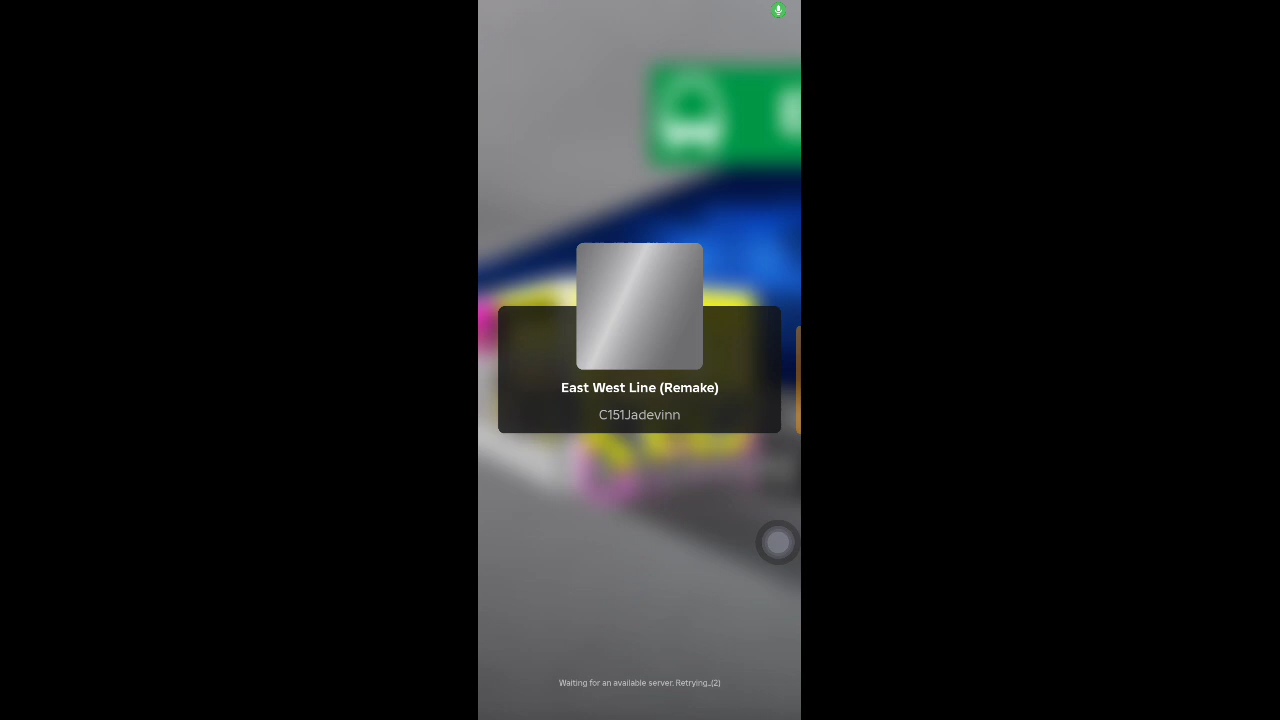 East West Line (Remake)
C151Jadevinn
Waiting for an available server. Retrying...(2)